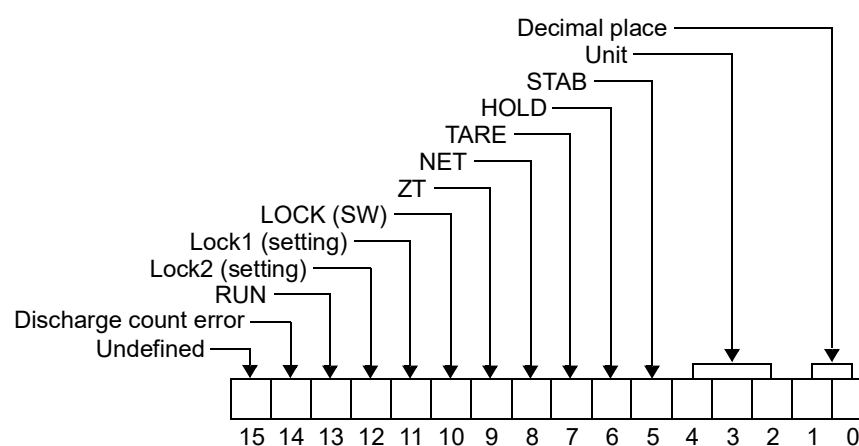 Decimal place
Unit
STAB
HOLD
TARE
NET
ZT
LOCK (SW)
Lock1 (setting)
Lock2 (setting)
RUN
Discharge count error
Undefined
15 14 13 12 11 10 9 8 7 6 5 4 3 2 1 0